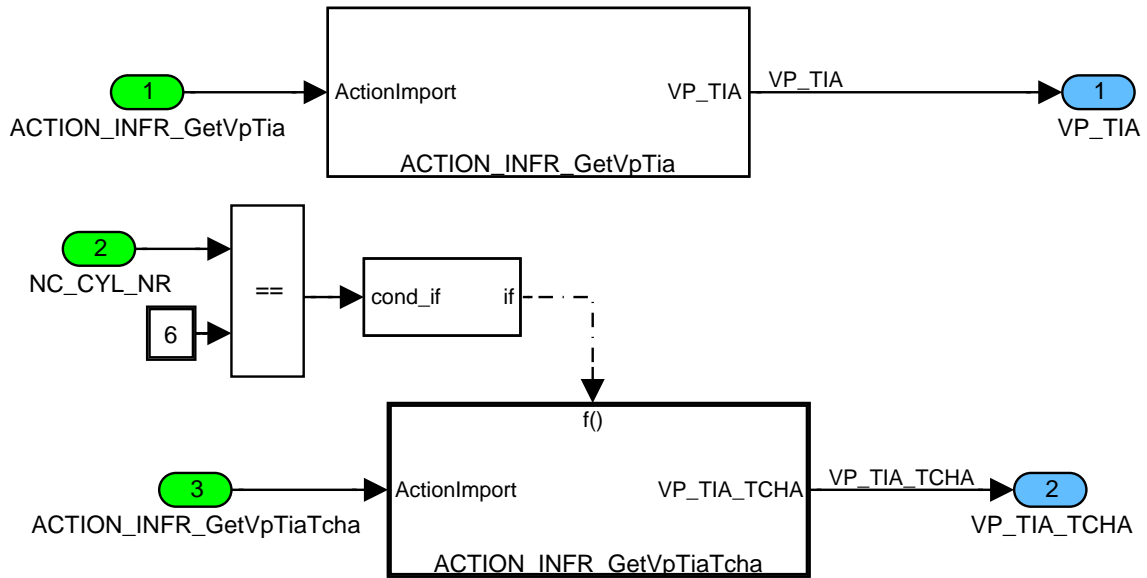 1
ACTION_INFR_GetVpTia
ActionImport
VP_TIA
ACTION_INFR_GetVpTia
VP_TIA
1
VP_TIA
2
NC_CYL_NR
6
==
cond_if
if
f()
3
ACTION_INFR_GetVpTiaTcha
ActionImport
VP_TIA_TCHA
ACTION_INFR_GetVpTiaTcha
VP_TIA_TCHA
2
VP_TIA_TCHA